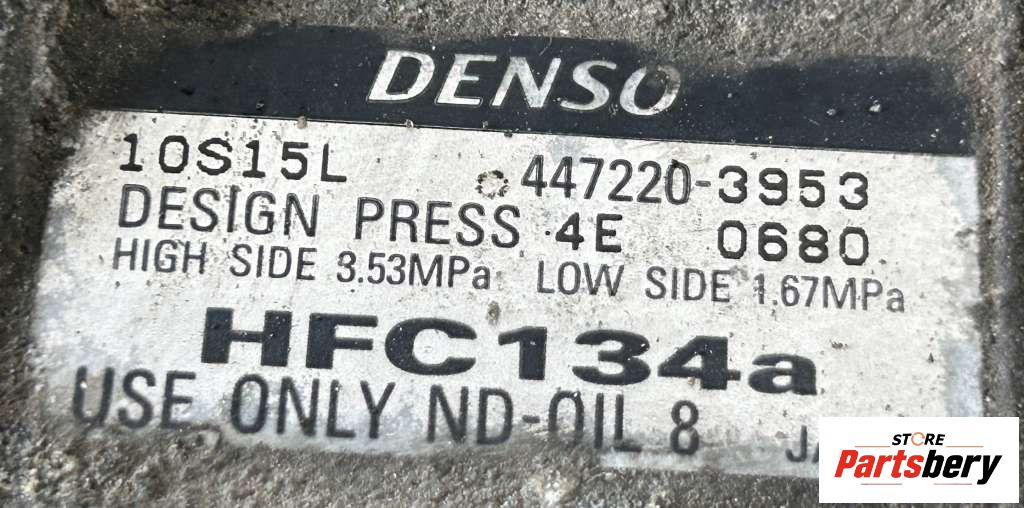 DENSO
10S15L 447220-3953
DESIGN PRESS 4E 0680
HIGH SIDE 3.53MPa LOW SIDE 1.67MPa
HFC134a
USE ONLY ND-OIL 8
STORE
Partsbery